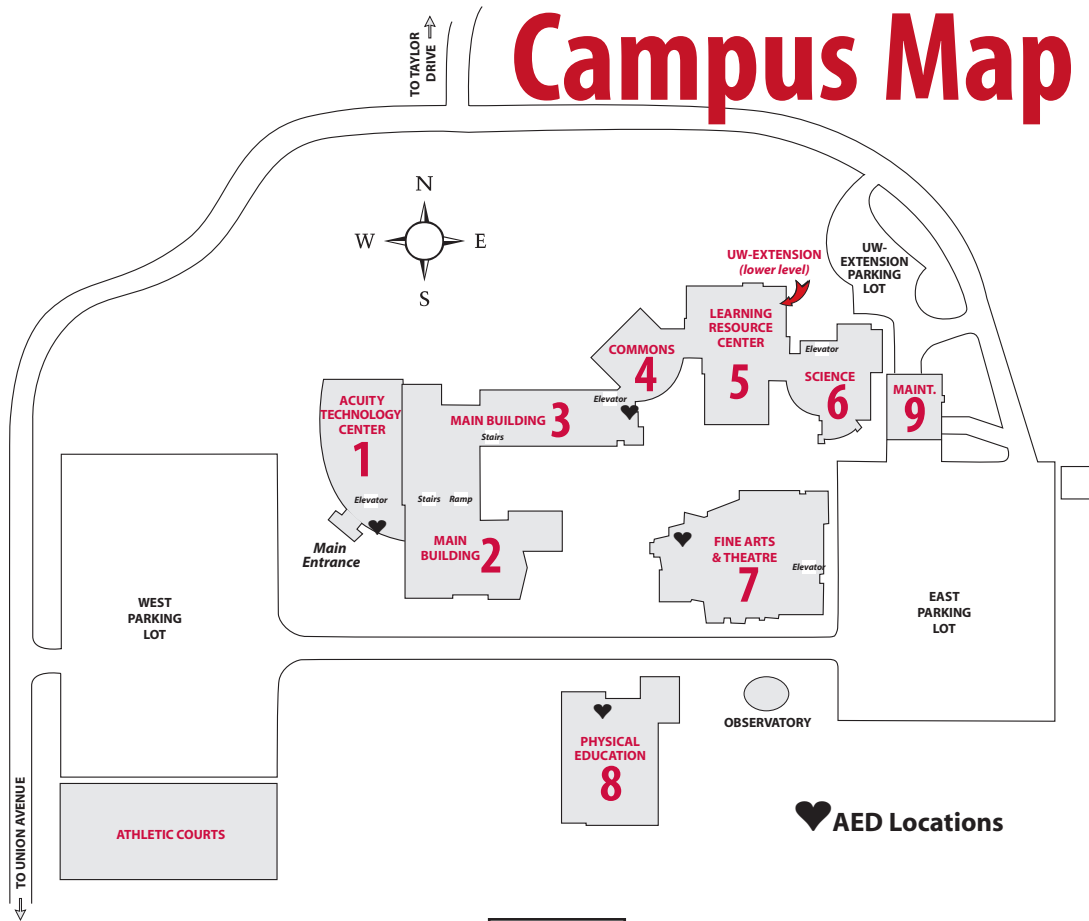 Campus Map
TO TAYLOR
DRIVE
N
W
E
S
UW-EXTENSION
(lower level)
UW-
EXTENSION
PARKING
LOT
LEARNING
RESOURCE
CENTER
5
COMMONS
4
Elevator
SCIENCE
6
MAINT.
9
ACUITY
TECHNOLOGY
CENTER
1
Elevator
MAIN BUILDING 3
Stairs
Elevator
Stairs
Ramp
Main
Entrance
MAIN
BUILDING 2
FINE ARTS
& THEATRE
7
Elevator
WEST
PARKING
LOT
EAST
PARKING
LOT
OBSERVATORY
PHYSICAL
EDUCATION
8
AED Locations
ATHLETIC COURTS
TO UNION AVENUE